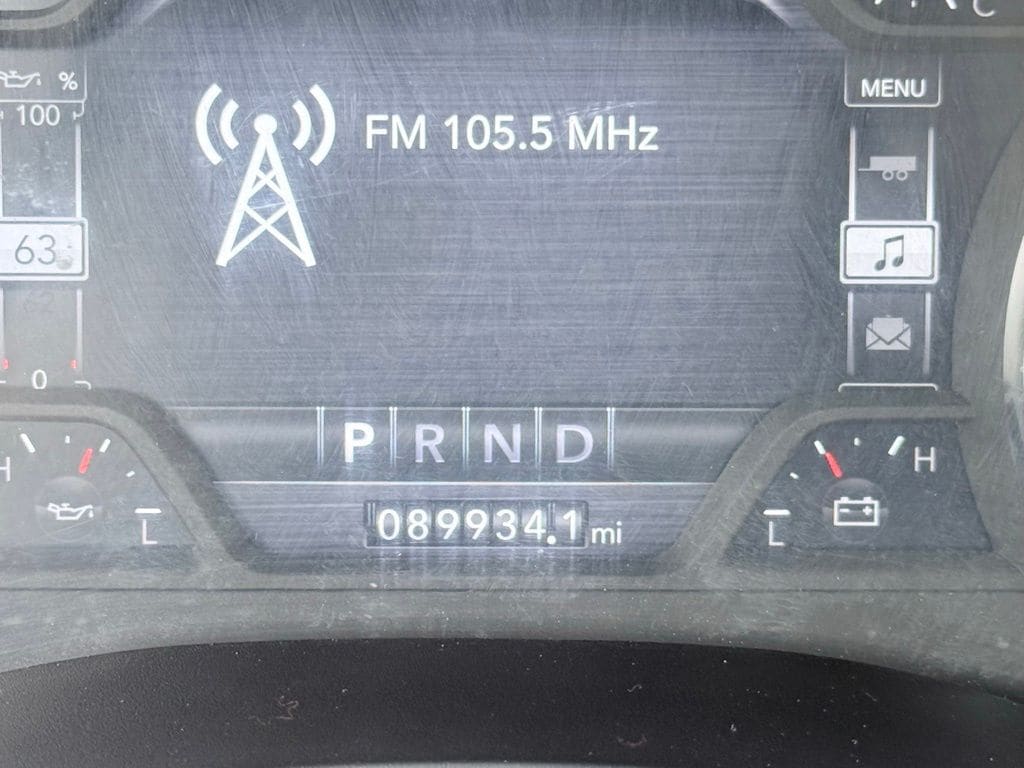 %
100
63
0
FM 105.5 MHz
MENU
P R N D
089934.1 mi
H
L
H
L